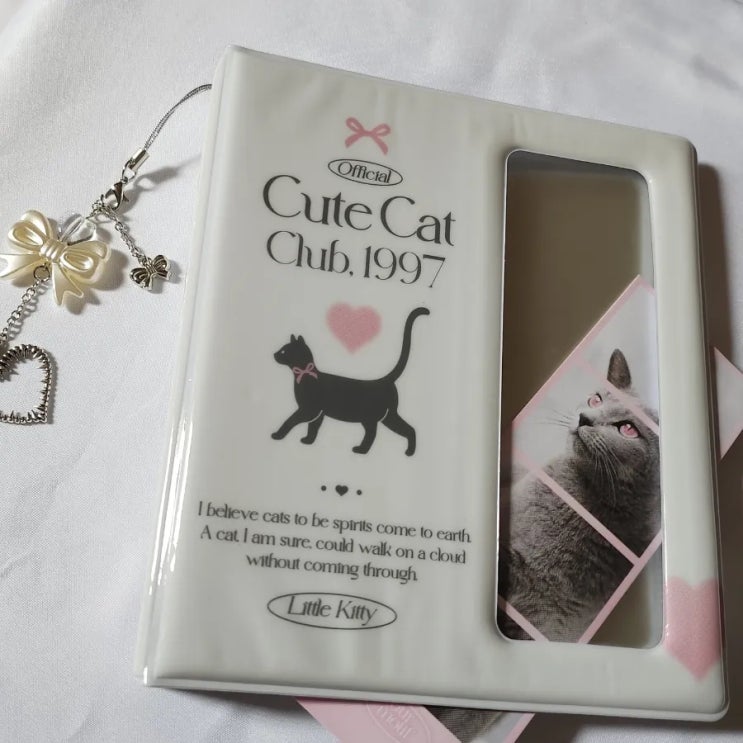 Official
Cute Cat
Club, 1997
I believe cats to be spirits come to earth.
A cat, I am sure, could walk on a cloud
without coming through.
Little Kitty